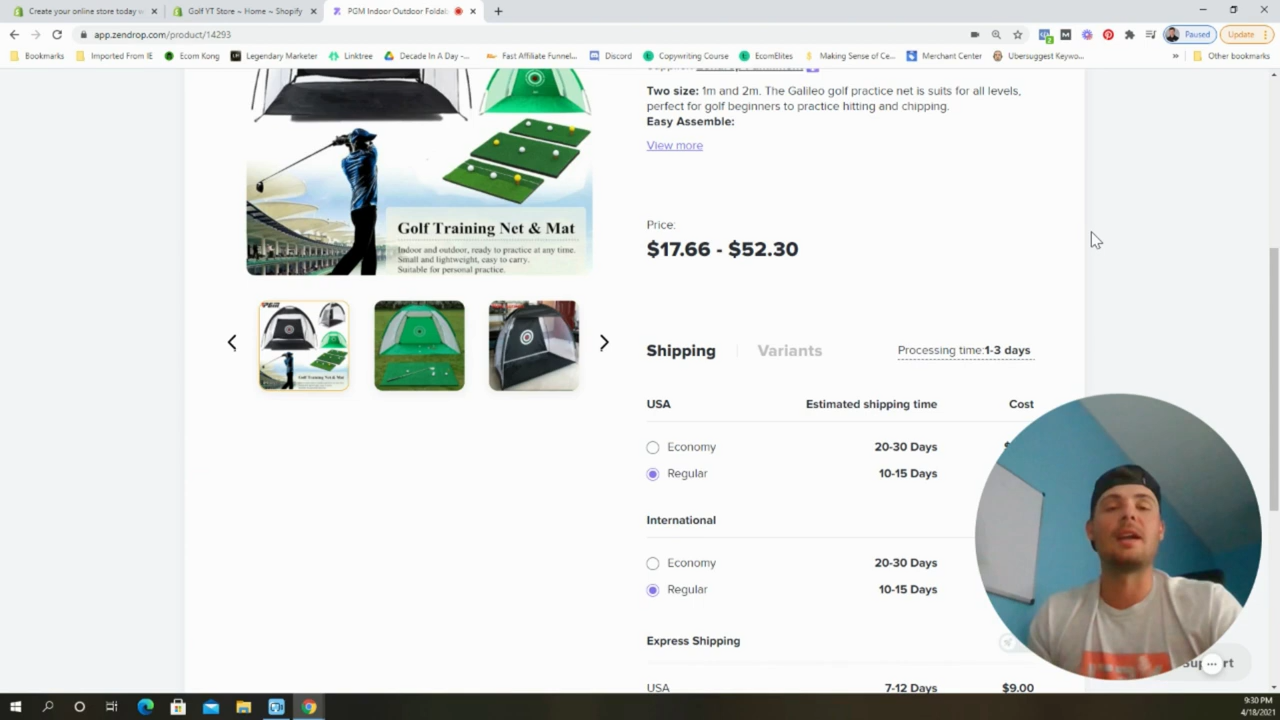 Create your online store today w
Golf YT Store ~ Home ~ Shopify
PGM Indoor Outdoor Foldab
app.zendrop.com/product/14293
Paused
Update
Bookmarks
Imported From IE
Ecom Kong
Legendary Marketer
Linktree
Decade In A Day -...
Fast Affiliate Funnel...
Discord
Copywriting Course
EcomElites
Making Sense of Ce...
Merchant Center
Ubersuggest Keywo...
»
Other bookmarks
Two size: 1m and 2m. The Galileo golf practice net is suits for all levels,
perfect for golf beginners to practice hitting and chipping.
Easy Assemble:
View more
Golf Training Net & Mat
Indoor and outdoor, ready to practice at any time.
Small and lightweight, easy to carry.
Suitable for personal practice.
Price:
$17.66 - $52.30
Shipping
Variants
Processing time:1-3 days
USA
Estimated shipping time
Cost
Economy
20-30 Days
Regular
10-15 Days
International
Economy
20-30 Days
Regular
10-15 Days
Express Shipping
USA
7-12 Days
$9.00
9:30 PM
4/18/2021